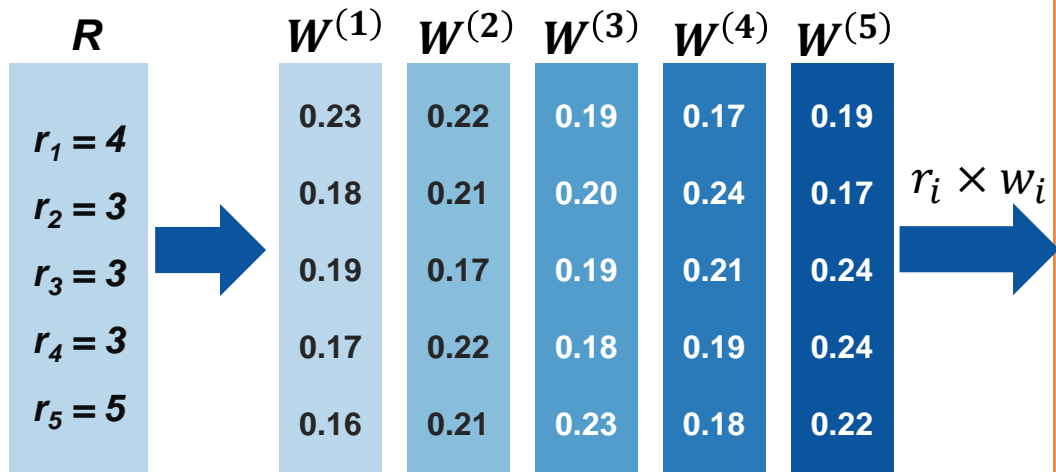 R W^(1) W^(2) W^(3) W^(4) W^(5)
r₁ = 4 0.23 0.22 0.19 0.17 0.19
r₂ = 3 0.18 0.21 0.20 0.24 0.17
r₃ = 3 0.19 0.17 0.19 0.21 0.24
r₄ = 3 0.17 0.22 0.18 0.19 0.24
r₅ = 5 0.16 0.21 0.23 0.18 0.22
rᵢ × wᵢ